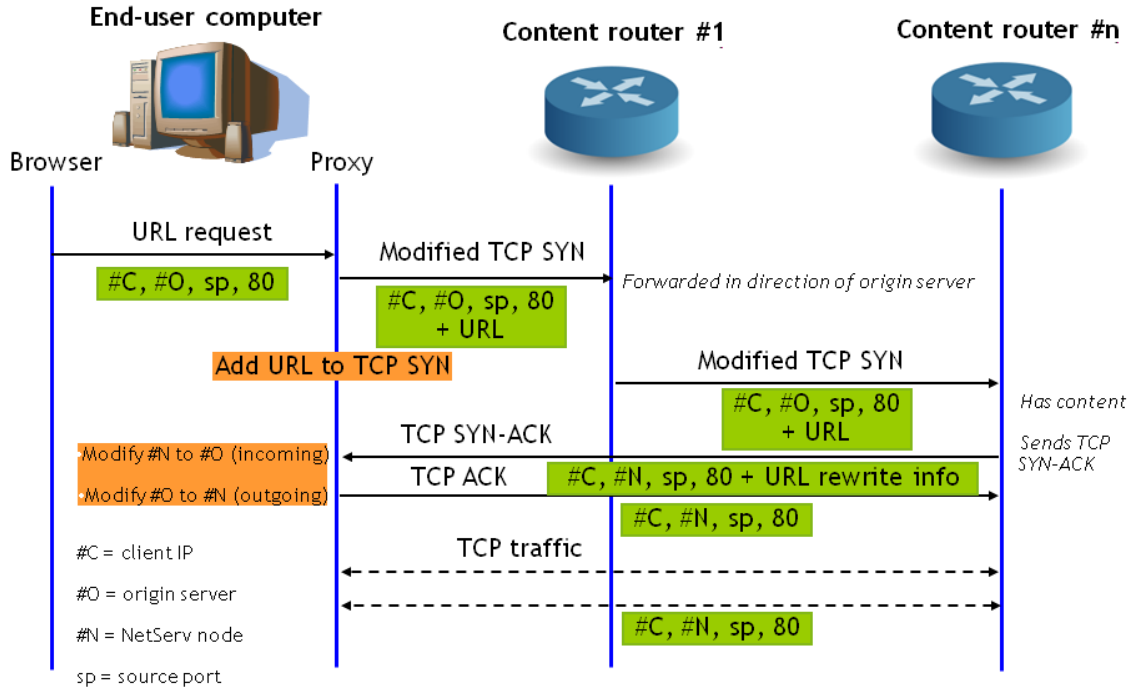 End-user computer
Content router #1
Content router #n
Browser
Proxy
URL request
#C, #O, sp, 80
Modified TCP SYN
#C, #O, sp, 80
+ URL
Forwarded in direction of origin server
Add URL to TCP SYN
Modified TCP SYN
#C, #O, sp, 80
+ URL
Has content
Sends TCP
SYN-ACK
TCP SYN-ACK
•Modify #N to #O (incoming)
#C, #N, sp, 80 + URL rewrite info
•Modify #O to #N (outgoing)
TCP ACK
#C, #N, sp, 80
TCP traffic
#C, #N, sp, 80
#C = client IP
#O = origin server
#N = NetServ node
sp = source port